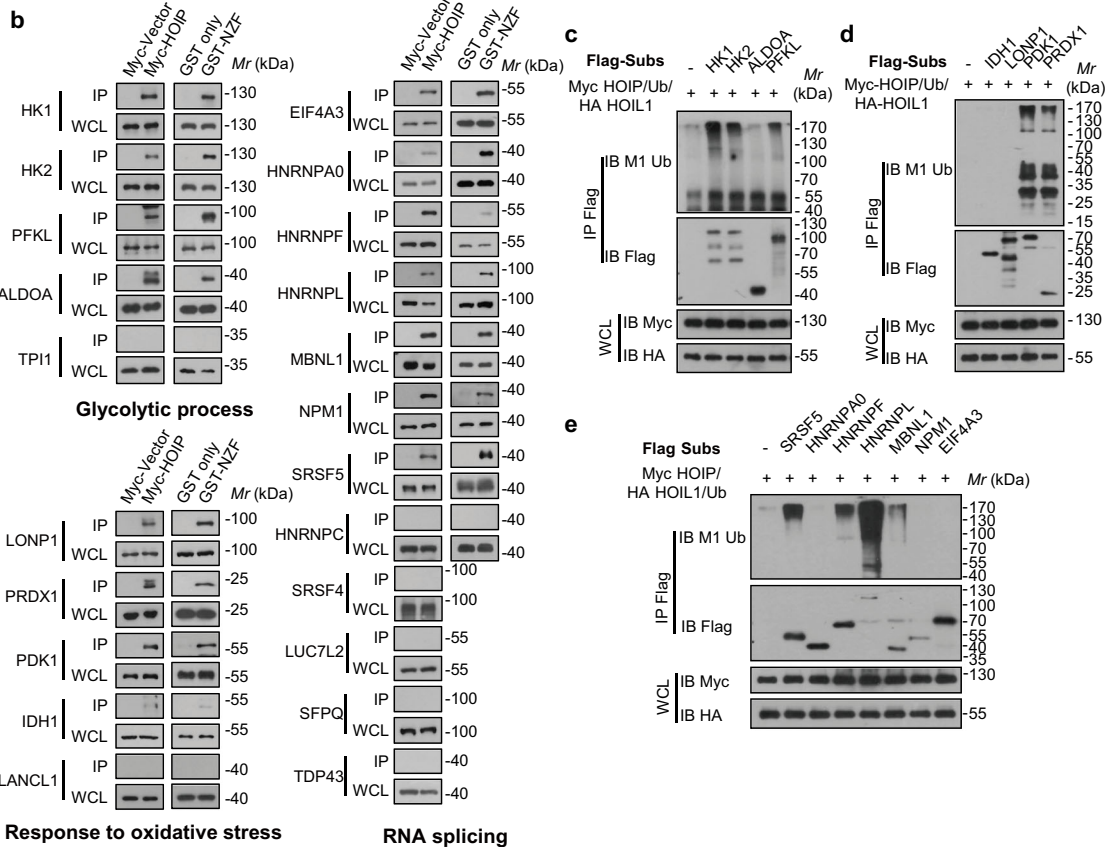 b
Myc-Vector
Myc-HOIP
GST only
GST-NZF
Mr (kDa)
HK1
IP
-130
WCL
-130
HK2
IP
-130
WCL
-130
PFKL
IP
-100
WCL
-100
ALDOA
IP
-40
WCL
-40
TPI1
IP
-35
WCL
-35
Glycolytic process
Myc-Vector
Myc-HOIP
GST only
GST-NZF
Mr (kDa)
LONP1
IP
-100
WCL
-100
PRDX1
IP
-25
WCL
-25
PDK1
IP
-55
WCL
-55
IDH1
IP
-55
WCL
-55
LANCL1
IP
-40
WCL
-40
Response to oxidative stress
Myc-Vector
Myc-HOIP
GST only
GST-NZF
Mr (kDa)
EIF4A3
IP
-55
WCL
-55
HNRNPA0
IP
-40
WCL
-40
HNRNPF
IP
-55
WCL
-55
HNRNPL
IP
-100
WCL
-100
MBNL1
IP
-40
WCL
-40
NPM1
IP
-40
WCL
-40
SRSF5
IP
-40
WCL
-40
HNRNPC
IP
-40
WCL
-40
SRSF4
IP
-100
WCL
-100
LUC7L2
IP
-55
WCL
-55
SFPQ
IP
-100
WCL
-100
TDP43
IP
-40
WCL
-40
RNA splicing
c
Flag-Subs
- HK1 HK2 ALDOA PFKL
Mr
(kDa)
Myc HOIP/Ub/
HA HOIL1
+ + + + +
IP Flag
IB M1 Ub
-170
-130
-100
-70
-55
-40
IB Flag
-130
-100
-70
-55
-40
WCL
IB Myc
-130
IB HA
-55
d
Flag-Subs
- IDH1 LONP1 PDK1 PRDX1
Mr
(kDa)
Myc-HOIP/Ub/
HA-HOIL1
+ + + + +
IP Flag
IB M1 Ub
-170
-130
-100
-70
-55
-40
-35
-25
-15
IB Flag
-70
-55
-40
-35
-25
WCL
IB Myc
-130
IB HA
-55
e
Flag Subs
- SRSF5 HNRNPA0 HNRNPF HNRNPL MBNL1 NPM1 EIF4A3
Myc HOIP/
HA HOIL1/Ub
+ + + + + + + +
Mr (kDa)
IP Flag
IB M1 Ub
-170
-130
-100
-70
-55
-40
IB Flag
-130
-100
-70
-55
-40
-35
WCL
IB Myc
-130
IB HA
-55